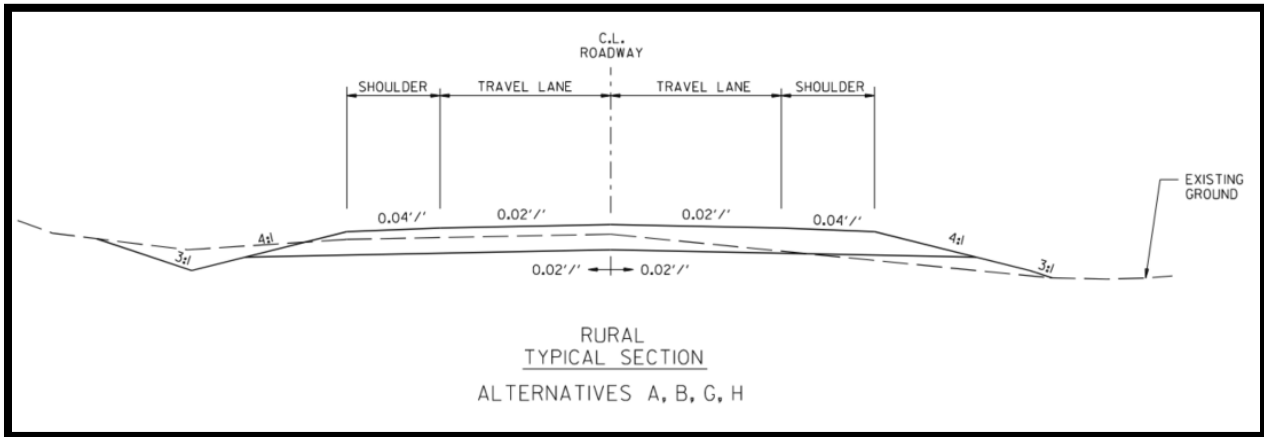 C.L.
ROADWAY
SHOULDER TRAVEL LANE TRAVEL LANE SHOULDER
EXISTING
GROUND
0.04'/' 0.02'/' 0.02'/' 0.04'/'
4:1 4:1
3:1 3:1
0.02'/' 0.02'/'
RURAL
TYPICAL SECTION
ALTERNATIVES A, B, G, H